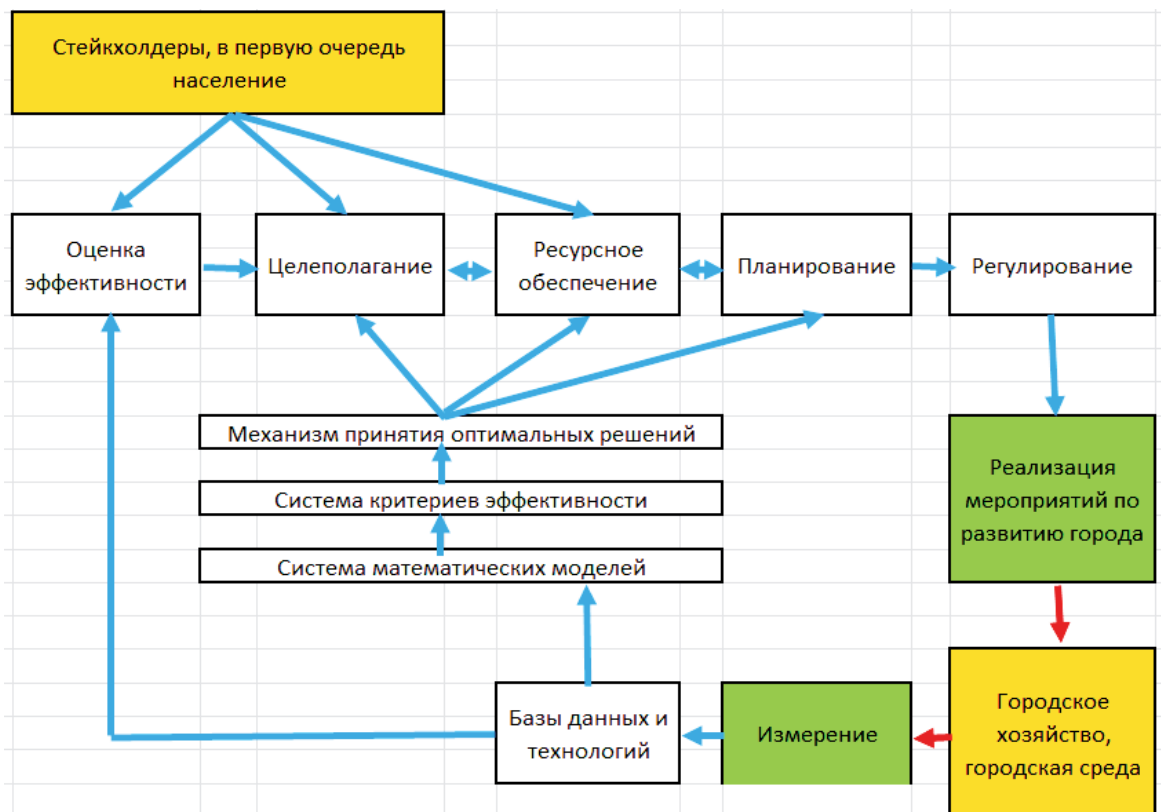 Стейкхолдеры, в первую очередь
население
Оценка
эффективности
Целеполагание
Ресурсное
обеспечение
Планирование
Регулирование
Механизм принятия оптимальных решений
Система критериев эффективности
Система математических моделей
Реализация
мероприятий по
развитию города
Базы данных и
технологий
Измерение
Городское
хозяйство,
городская среда